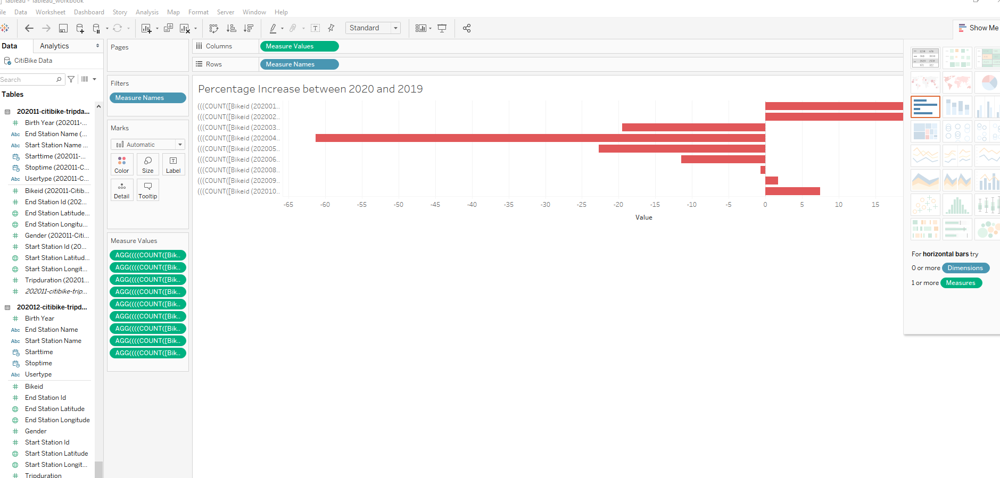 Tableau - Tableau_workbook
ile Data Worksheet Dashboard Story Analysis Map Format Server Window Help
Standard
Show Me
Data Analytics
CitiBike Data
Search
Tables
202011-citibike-tripda...
Birth Year (202011-...
Abc End Station Name (...
Abc Start Station Name ...
Starttime (202011-...
Stoptime (202011-C...
Abc Usertype (202011-C...
Bikeid (202011-Citib...
End Station Id (202...
End Station Latitude...
End Station Longitu...
Gender (202011-Citi...
Start Station Id (20...
Start Station Latitud...
Start Station Longit...
Tripduration (20201...
202011-citibike-trip...
202012-citibike-tripd...
Birth Year
Abc End Station Name
Abc Start Station Name
Starttime
Stoptime
Abc Usertype
Bikeid
End Station Id
End Station Latitude
End Station Longitude
Gender
Start Station Id
Start Station Latitude
Start Station Longit...
Tripduration
Pages
Filters
Measure Names
Marks
Automatic
Color Size Label
Detail Tooltip
Measure Values
AGG((((COUNT([Bik..
AGG((((COUNT([Bik..
AGG((((COUNT([Bik..
AGG((((COUNT([Bik..
AGG((((COUNT([Bik..
AGG((((COUNT([Bik..
AGG((((COUNT([Bik..
AGG((((COUNT([Bik..
AGG((((COUNT([Bik..
Columns Measure Values
Rows Measure Names
Percentage Increase between 2020 and 2019
(((COUNT([Bikeid (202001..
(((COUNT([Bikeid (202002..
(((COUNT([Bikeid (202003..
(((COUNT([Bikeid (202004..
(((COUNT([Bikeid (202005..
(((COUNT([Bikeid (202006..
(((COUNT([Bikeid (202008..
(((COUNT([Bikeid (202009..
(((COUNT([Bikeid (202010..
-65 -60 -55 -50 -45 -40 -35 -30 -25 -20 -15 -10 -5 0 5 10 15
Value
For horizontal bars try
0 or more Dimensions
1 or more Measures